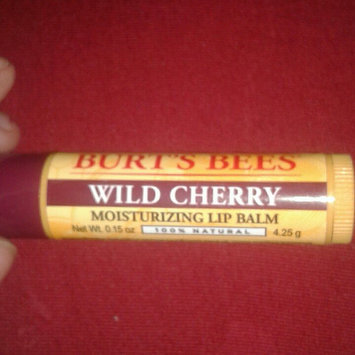 BURT'S BEES
WILD CHERRY
MOISTURIZING LIP BALM
Net Wt. 0.15 oz 100% NATURAL 4.25 g